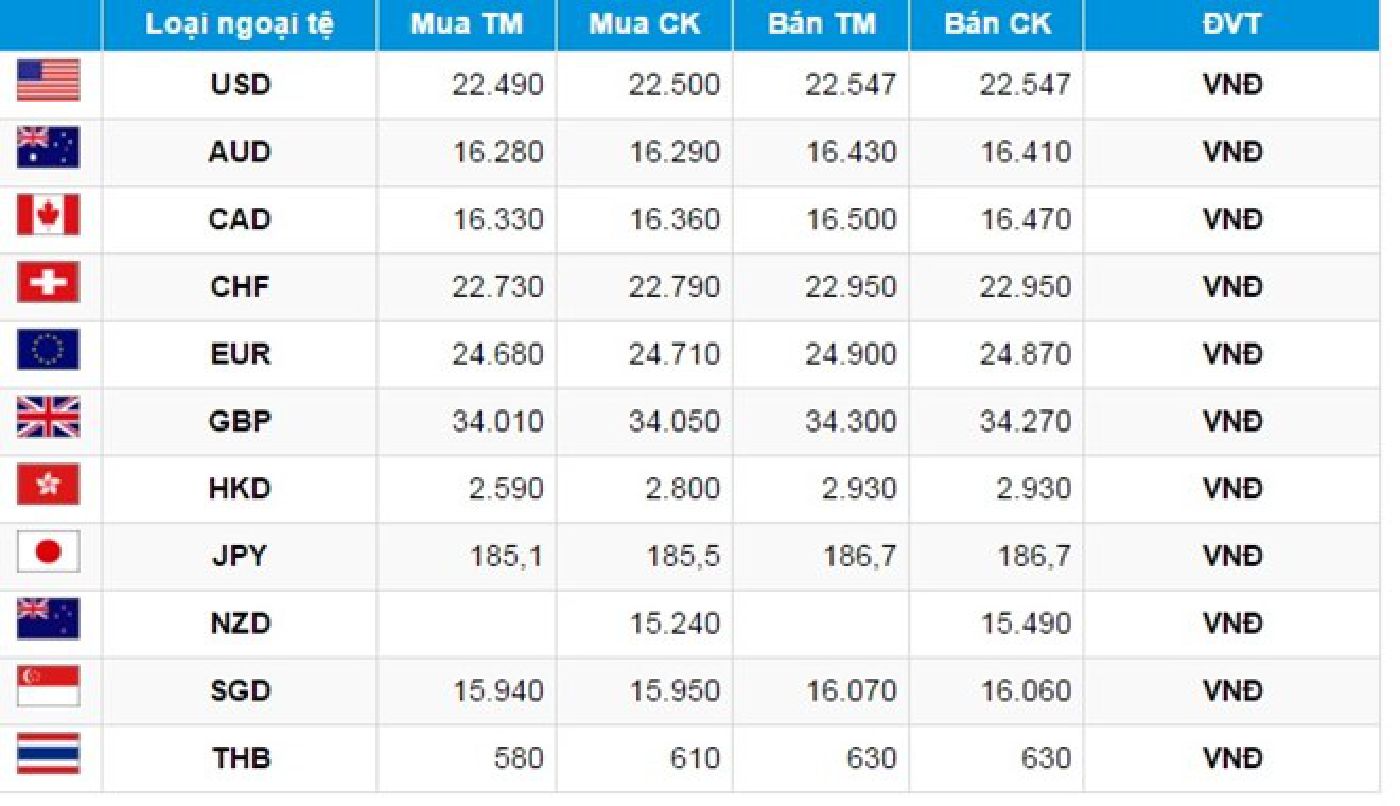 Loại ngoại tệ Mua TM Mua CK Bán TM Bán CK ĐVT
USD 22.490 22.500 22.547 22.547 VNĐ
AUD 16.280 16.290 16.430 16.410 VNĐ
CAD 16.330 16.360 16.500 16.470 VNĐ
CHF 22.730 22.790 22.950 22.950 VNĐ
EUR 24.680 24.710 24.900 24.870 VNĐ
GBP 34.010 34.050 34.300 34.270 VNĐ
HKD 2.590 2.800 2.930 2.930 VNĐ
JPY 185,1 185,5 186,7 186,7 VNĐ
NZD 15.240 15.490 VNĐ
SGD 15.940 15.950 16.070 16.060 VNĐ
THB 580 610 630 630 VNĐ